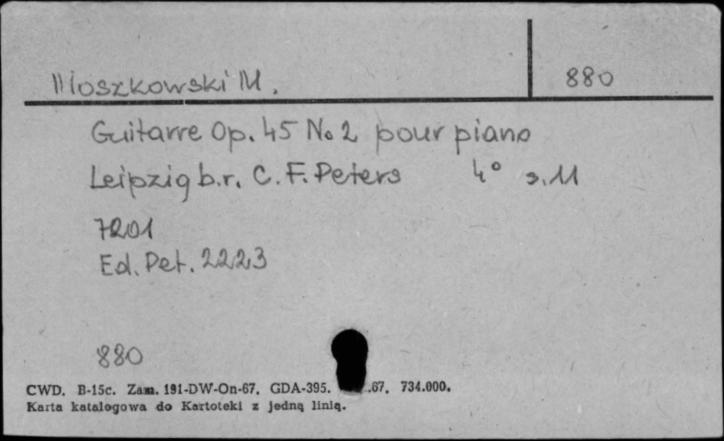 Moszkowski M.
880
Guitarre Op. 45 No 2 pour piano
Leipzig b.r. C. F. Peters 4° s. 11
7201
Ed. Pet. 2223
880
CWD. B-15c. Zam. 191-DW-On-67. GDA-395. .67. 734.000.
Karta katalogowa do Kartoteki z jedną linią.